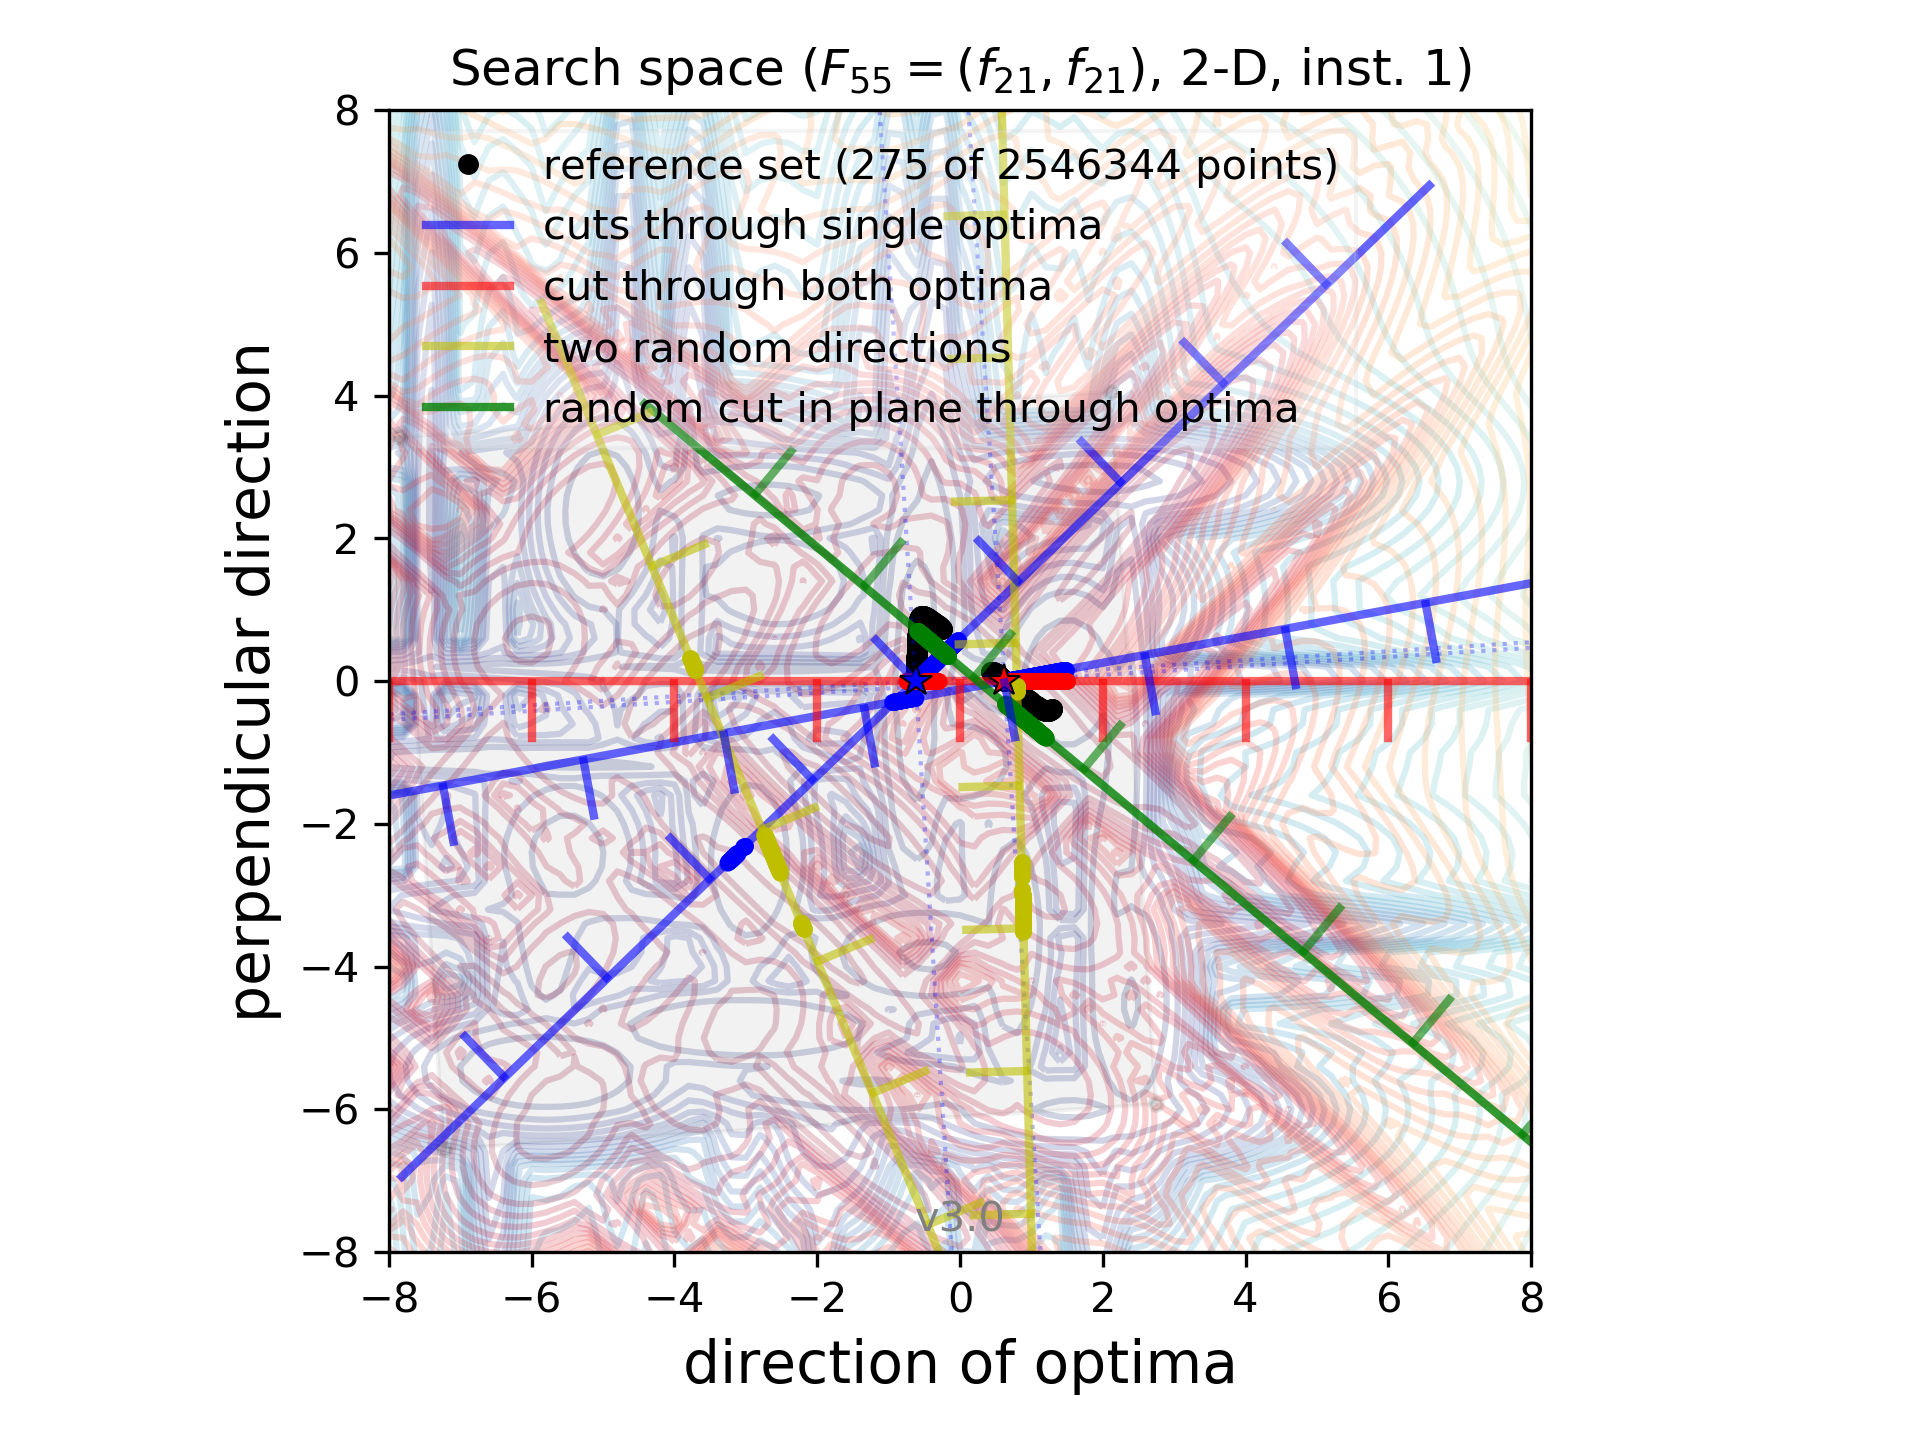 Search space (F₅₅ = (f₂₁, f₂₁), 2-D, inst. 1)
reference set (275 of 2546344 points)
cuts through single optima
cut through both optima
two random directions
random cut in plane through optima
8
6
4
2
0
−2
−4
−6
−8
perpendicular direction
v3.0
−8 −6 −4 −2 0 2 4 6 8
direction of optima